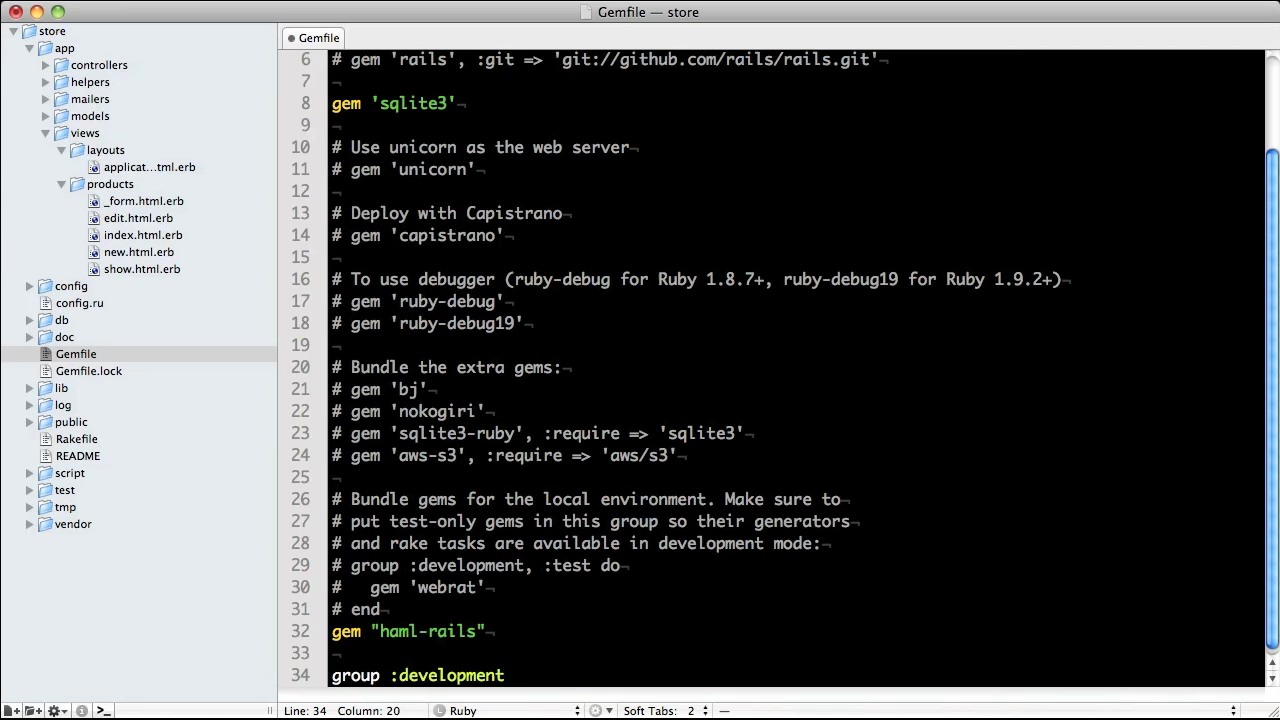 Gemfile — store
store
app
controllers
helpers
mailers
models
views
layouts
applicat…tml.erb
products
_form.html.erb
edit.html.erb
index.html.erb
new.html.erb
show.html.erb
config
config.ru
db
doc
Gemfile
Gemfile.lock
lib
log
public
Rakefile
README
script
test
tmp
vendor
Gemfile
6 # gem 'rails', :git => 'git://github.com/rails/rails.git'¬
7 ¬
8 gem 'sqlite3'¬
9 ¬
10 # Use unicorn as the web server¬
11 # gem 'unicorn'¬
12 ¬
13 # Deploy with Capistrano¬
14 # gem 'capistrano'¬
15 ¬
16 # To use debugger (ruby-debug for Ruby 1.8.7+, ruby-debug19 for Ruby 1.9.2+)¬
17 # gem 'ruby-debug'¬
18 # gem 'ruby-debug19'¬
19 ¬
20 # Bundle the extra gems:¬
21 # gem 'bj'¬
22 # gem 'nokogiri'¬
23 # gem 'sqlite3-ruby', :require => 'sqlite3'¬
24 # gem 'aws-s3', :require => 'aws/s3'¬
25 ¬
26 # Bundle gems for the local environment. Make sure to¬
27 # put test-only gems in this group so their generators¬
28 # and rake tasks are available in development mode:¬
29 # group :development, :test do¬
30 #   gem 'webrat'¬
31 # end¬
32 gem "haml-rails"¬
33 ¬
34 group :development
Line: 34 Column: 20 Ruby Soft Tabs: 2 —